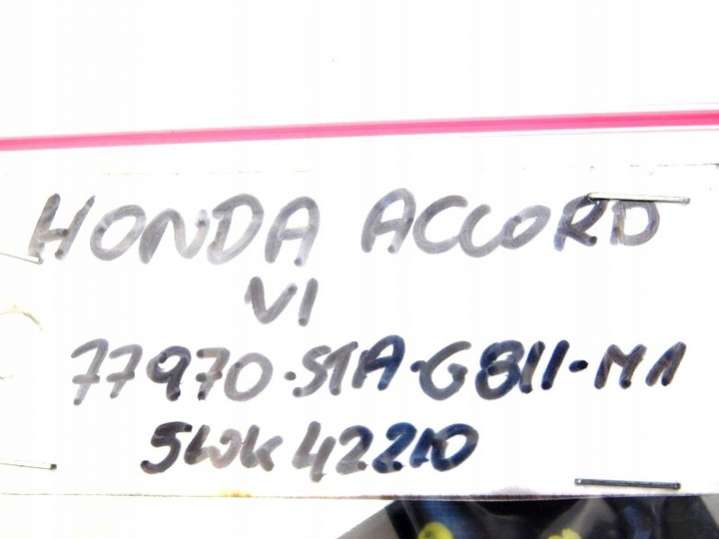 HONDA ACCORD
VI
77970-S1A-G811-M1
5WK42210